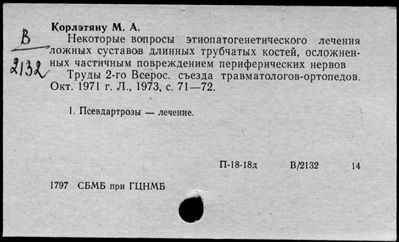 Корлэтяну М. А.
В
2132
Некоторые вопросы этиопатогенетического лечения
ложных суставов длинных трубчатых костей, осложнен-
ных частичным повреждением периферических нервов
Труды 2-го Всерос. съезда травматологов-ортопедов.
Окт. 1971 г. Л., 1973, с. 71—72.
1. Псевдартрозы — лечение.
П-18-18д В/2132 14
1797 СБМБ при ГЦНМБ